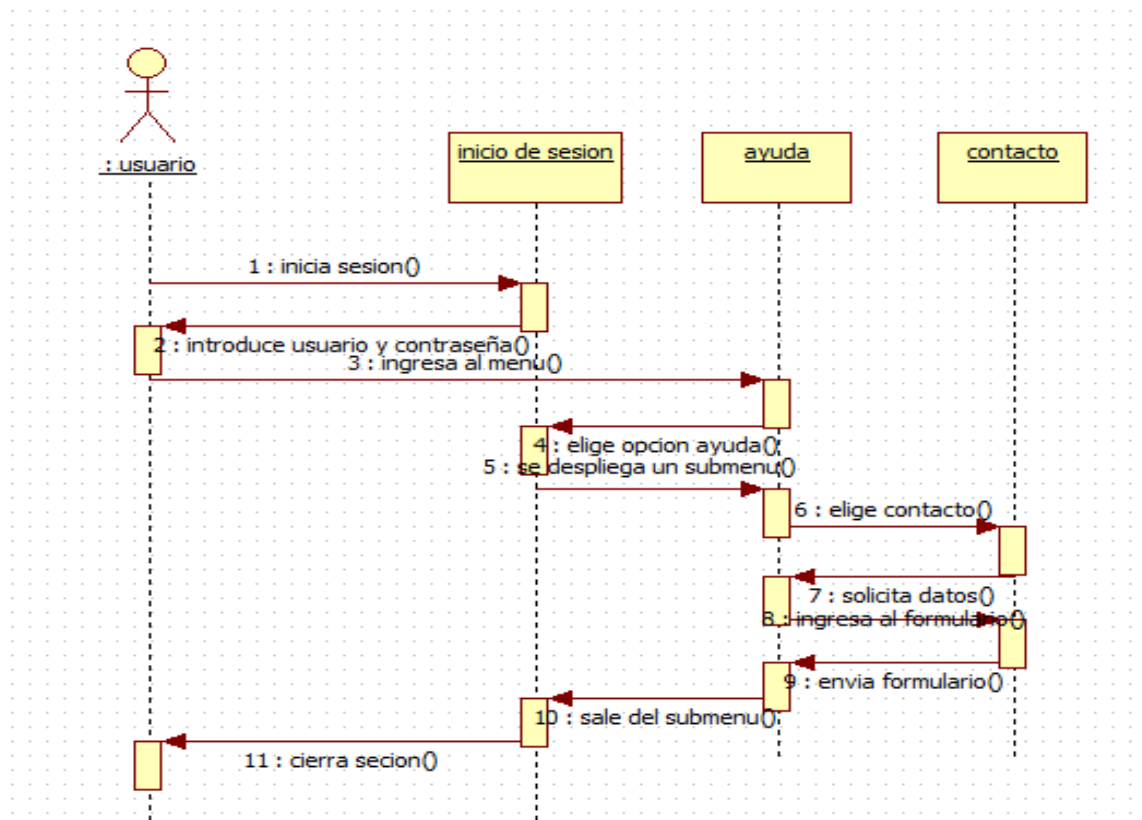 : usuario
inicio de sesion
ayuda
contacto
1 : inicia sesion()
2 : introduce usuario y contraseña()
3 : ingresa al menu()
4 : elige opcion ayuda()
5 : se despliega un submenu()
6 : elige contacto()
7 : solicita datos()
8 : ingresa al formulario()
9 : envia formulario()
10 : sale del submenu()
11 : cierra secion()